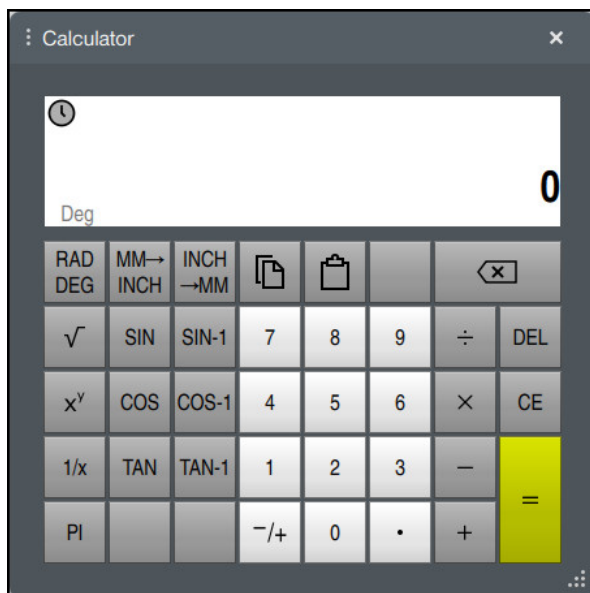 Calculator ×
0
Deg
RAD DEG MM→ INCH INCH →MM
√ SIN SIN-1 7 8 9 ÷ DEL
xʸ COS COS-1 4 5 6 × CE
1/x TAN TAN-1 1 2 3 − =
PI −/+ 0 • +